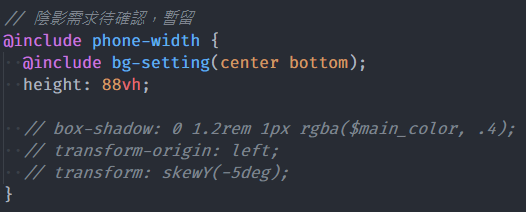 // 陰影需求待確認，暫留
@include phone-width {
  @include bg-setting(center bottom);
  height: 88vh;
  // box-shadow: 0 1.2rem 1px rgba($main_color, .4);
  // transform-origin: left;
  // transform: skewY(-5deg);
}